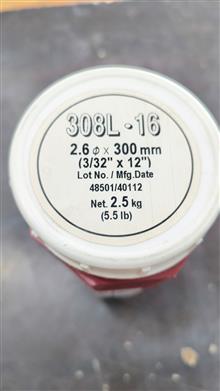 308L-16
2.6 ϕ x 300 mm
(3/32" x 12")
Lot No. / Mfg.Date
48501/40112
Net. 2.5 kg
(5.5 lb)